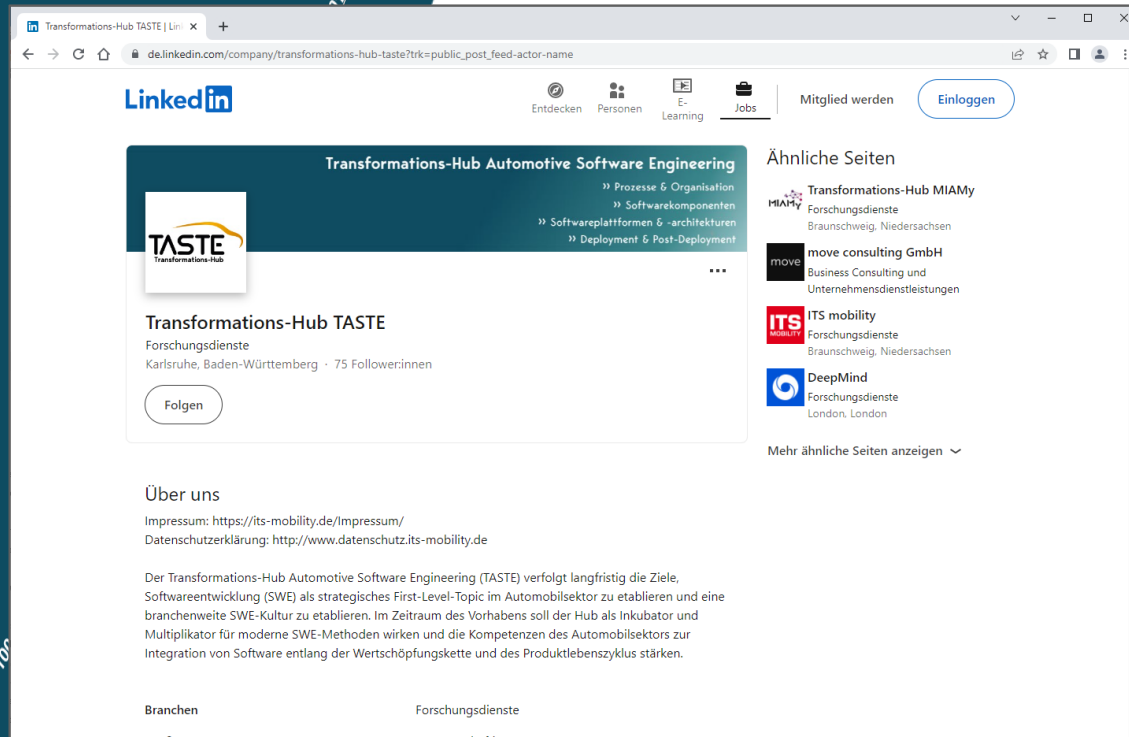 Transformations-Hub TASTE | Lin
de.linkedin.com/company/transformations-hub-taste?trk=public_post_feed-actor-name
Linked in
Entdecken
Personen
E-
Learning
Jobs
Mitglied werden
Einloggen
Transformations-Hub Automotive Software Engineering
›› Prozesse & Organisation
›› Softwarekomponenten
›› Softwareplattformen & -architekturen
›› Deployment & Post-Deployment
TASTE
Transformations-Hub
Transformations-Hub TASTE
Forschungsdienste
Karlsruhe, Baden-Württemberg · 75 Follower:innen
Folgen
Über uns
Impressum: https://its-mobility.de/Impressum/
Datenschutzerklärung: http://www.datenschutz.its-mobility.de
Der Transformations-Hub Automotive Software Engineering (TASTE) verfolgt langfristig die Ziele,
Softwareentwicklung (SWE) als strategisches First-Level-Topic im Automobilsektor zu etablieren und eine
branchenweite SWE-Kultur zu etablieren. Im Zeitraum des Vorhabens soll der Hub als Inkubator und
Multiplikator für moderne SWE-Methoden wirken und die Kompetenzen des Automobilsektors zur
Integration von Software entlang der Wertschöpfungskette und des Produktlebenszyklus stärken.
Branchen
Forschungsdienste
Ähnliche Seiten
MIAMy
Transformations-Hub MIAMy
Forschungsdienste
Braunschweig, Niedersachsen
move
move consulting GmbH
Business Consulting und
Unternehmensdienstleistungen
ITS
MOBILITY
ITS mobility
Forschungsdienste
Braunschweig, Niedersachsen
DeepMind
Forschungsdienste
London, London
Mehr ähnliche Seiten anzeigen